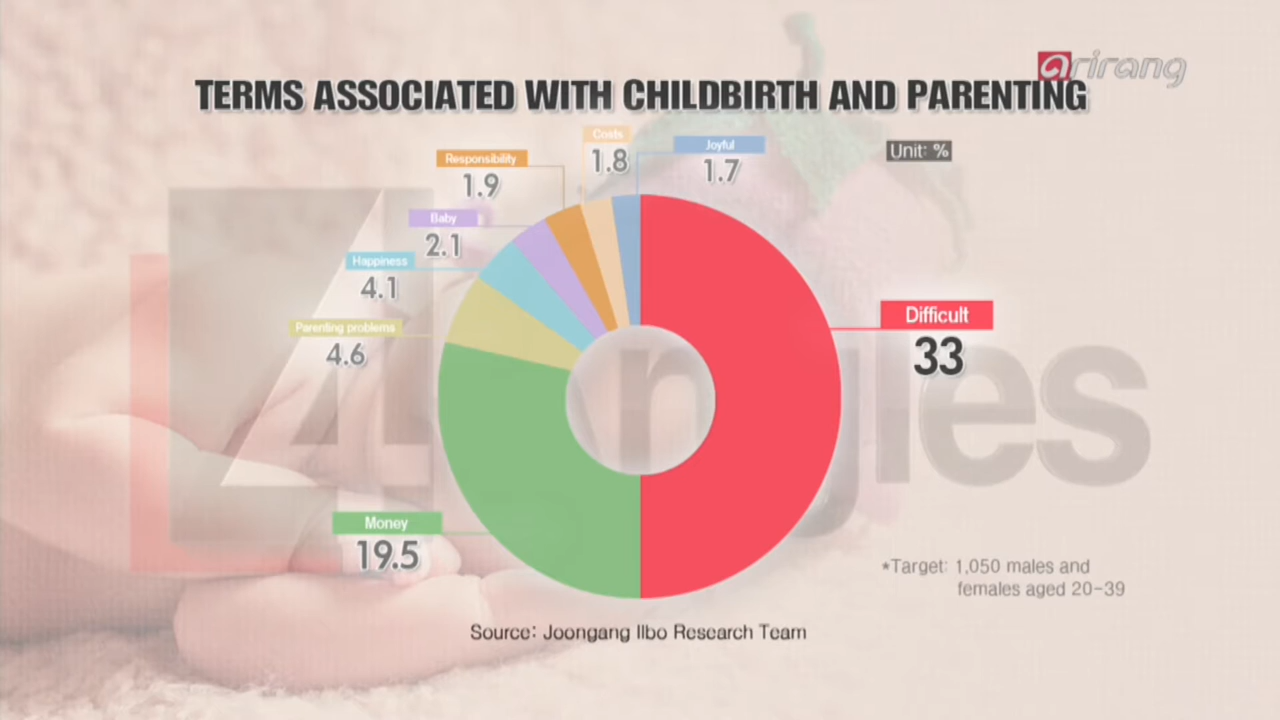 arirang
TERMS ASSOCIATED WITH CHILDBIRTH AND PARENTING
Unit: %
Costs
1.8
Joyful
1.7
Responsibility
1.9
Baby
2.1
Happiness
4.1
Parenting problems
4.6
Difficult
33
4 ngles
Money
19.5
*Target: 1,050 males and
females aged 20-39
Source: Joongang Ilbo Research Team